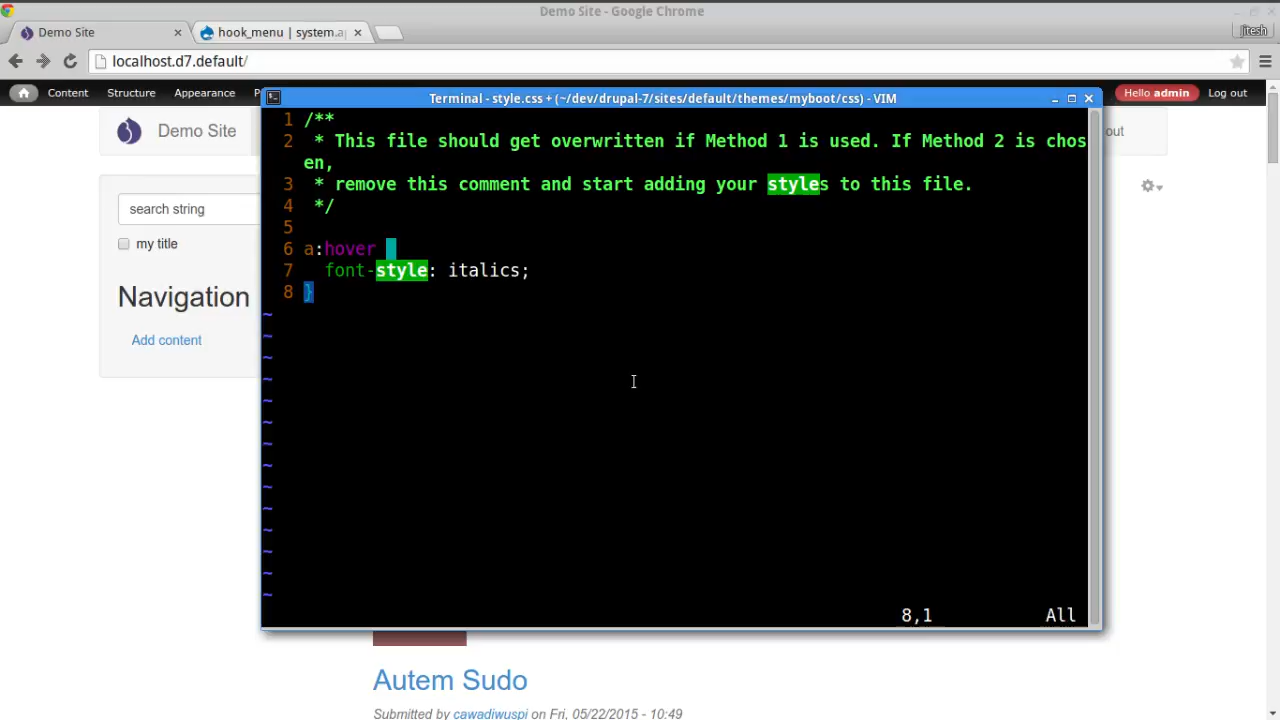 Demo Site - Google Chrome
Demo Site
hook_menu | system.a
jitesh
localhost.d7.default/
Content Structure Appearance P
Hello admin Log out
Terminal - style.css + (~/dev/drupal-7/sites/default/themes/myboot/css) - VIM
Demo Site
out
search string
my title
Navigation
Add content
1 /**
2 * This file should get overwritten if Method 1 is used. If Method 2 is chos
en,
3 * remove this comment and start adding your styles to this file.
4 */
5
6 a:hover
7 font-style: italics;
8 }
~
~
~
~
~
~
~
~
~
~
~
~
~
~
8,1 All
Autem Sudo
Submitted by cawadiwuspi on Fri, 05/22/2015 - 10:49